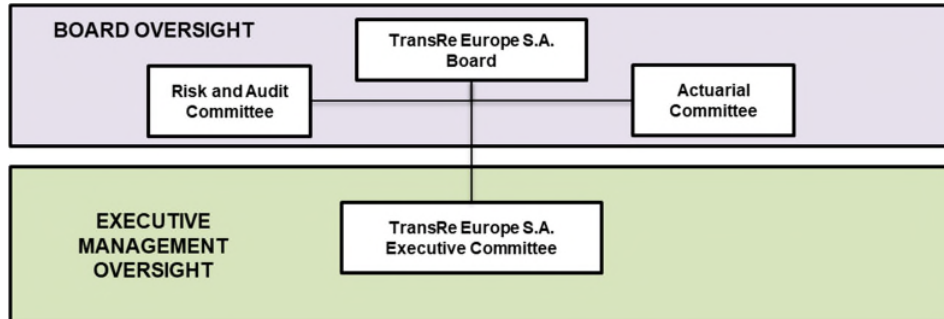 BOARD OVERSIGHT
TransRe Europe S.A.
Board
Risk and Audit
Committee
Actuarial
Committee
EXECUTIVE
MANAGEMENT
OVERSIGHT
TransRe Europe S.A.
Executive Committee